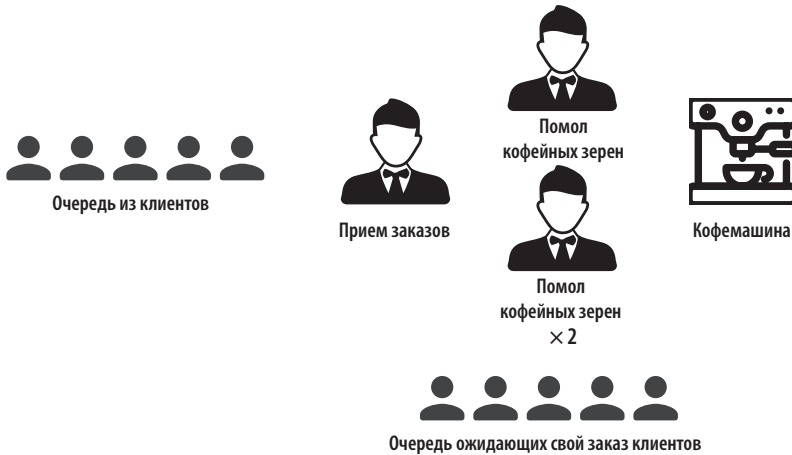 Помол
кофейных зерен
Очередь из клиентов
Прием заказов
Кофемашина
Помол
кофейных зерен
× 2
Очередь ожидающих свой заказ клиентов